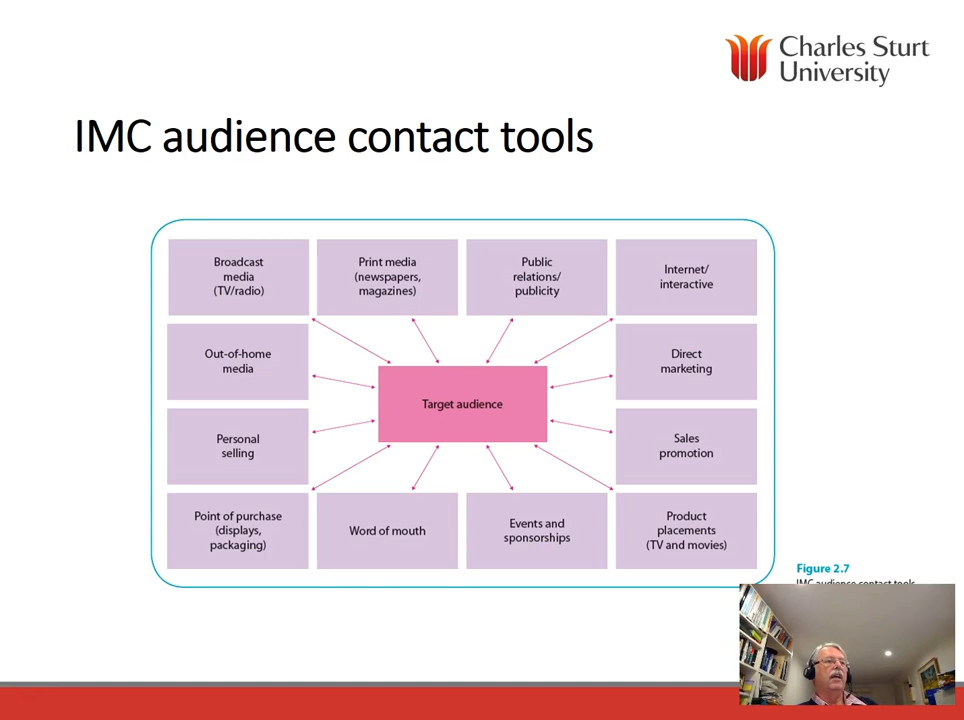 Charles Sturt
University
IMC audience contact tools
Broadcast
media
(TV/radio)
Print media
(newspapers,
magazines)
Public
relations/
publicity
Internet/
interactive
Out-of-home
media
Direct
marketing
Target audience
Personal
selling
Sales
promotion
Point of purchase
(displays,
packaging)
Word of mouth
Events and
sponsorships
Product
placements
(TV and movies)
Figure 2.7
IMC audience contact tools